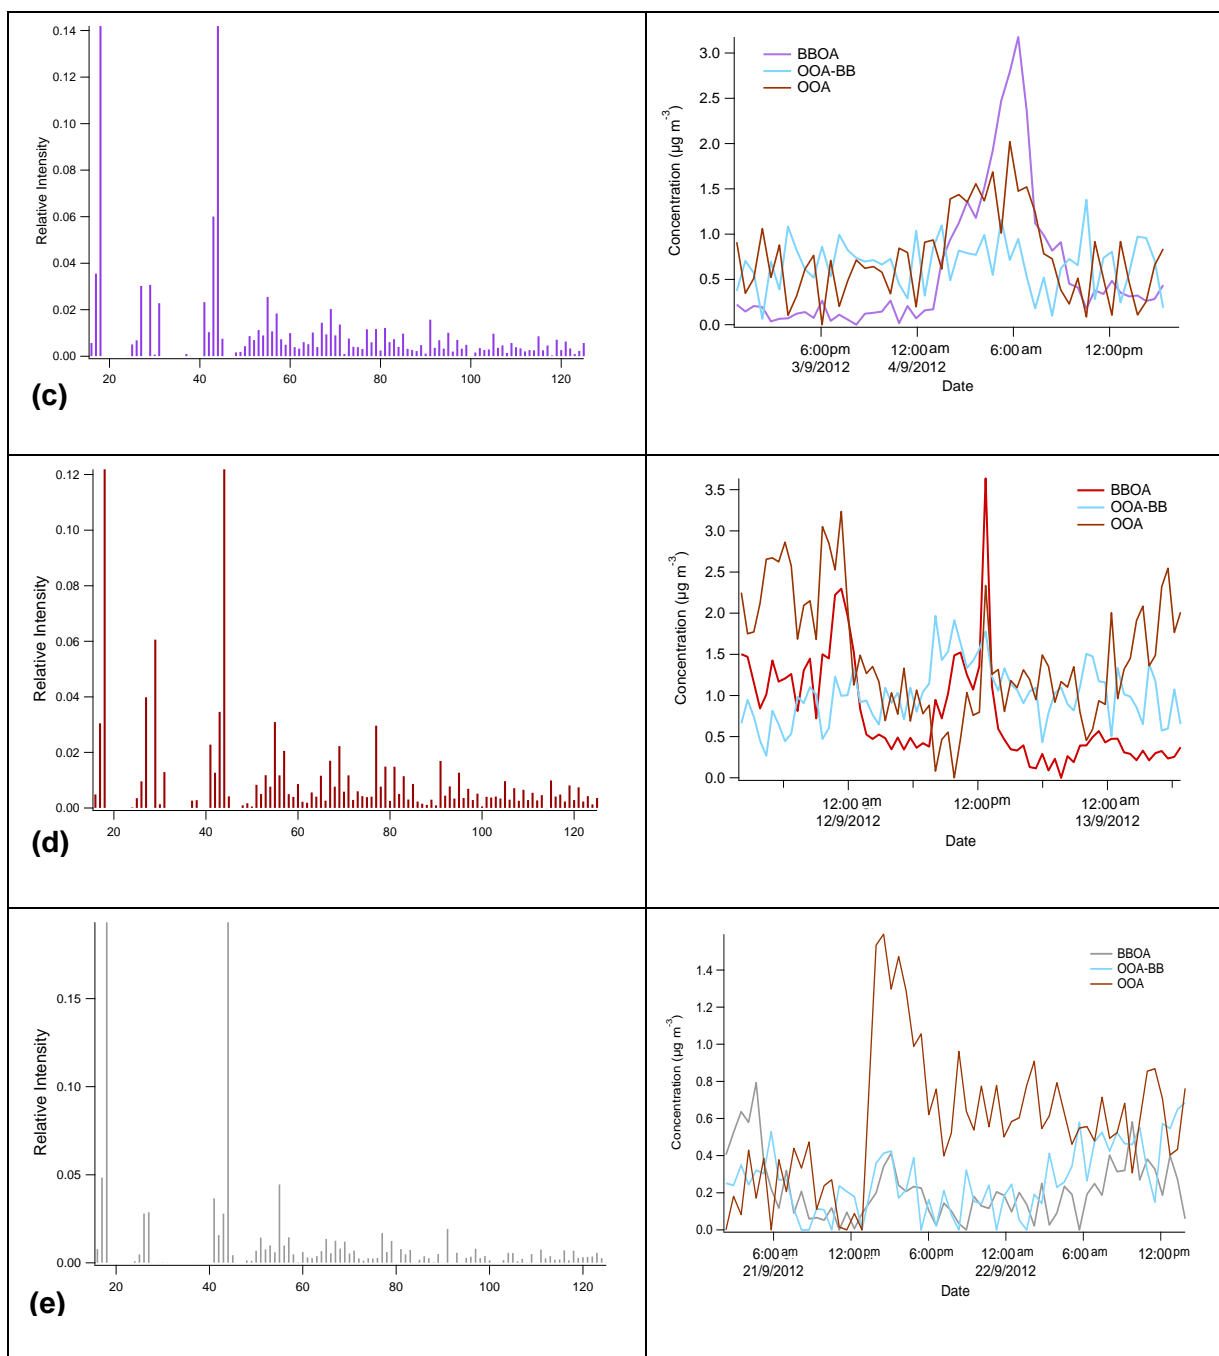 0.14
0.12
0.10
0.08
0.06
0.04
0.02
0.00
Relative Intensity
20 40 60 80 100 120
(c)
3.0
2.5
2.0
1.5
1.0
0.5
0.0
Concentration (µg m⁻³)
BBOA
OOA-BB
OOA
6:00pm 12:00am 6:00am 12:00pm
3/9/2012 4/9/2012
Date
0.12
0.10
0.08
0.06
0.04
0.02
0.00
Relative Intensity
20 40 60 80 100 120
(d)
3.5
3.0
2.5
2.0
1.5
1.0
0.5
0.0
Concentration (µg m⁻³)
BBOA
OOA-BB
OOA
12:00am 12:00pm 12:00am
12/9/2012 13/9/2012
Date
0.15
0.10
0.05
0.00
Relative Intensity
20 40 60 80 100 120
(e)
1.4
1.2
1.0
0.8
0.6
0.4
0.2
0.0
Concentration (µg m⁻³)
BBOA
OOA-BB
OOA
6:00am 12:00pm 6:00pm 12:00am 6:00am 12:00pm
21/9/2012 22/9/2012
Date